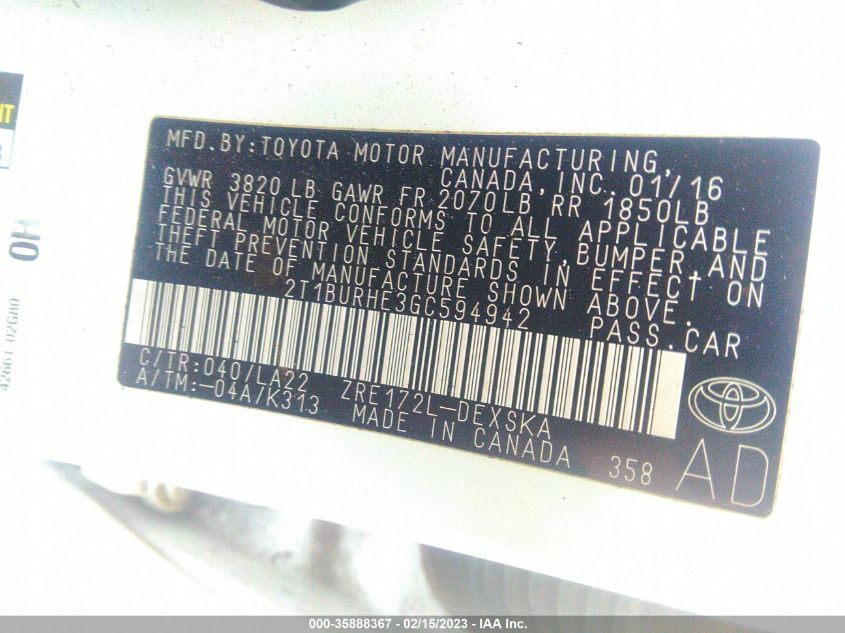 MFD.BY:TOYOTA MOTOR MANUFACTURING,
CANADA, INC. 01/16
GVWR 3820 LB GAWR FR 2070LB RR 1850LB
THIS VEHICLE CONFORMS TO ALL APPLICABLE
FEDERAL MOTOR VEHICLE SAFETY, BUMPER, AND
THEFT PREVENTION STANDARDS IN EFFECT ON
THE DATE OF MANUFACTURE SHOWN ABOVE.
2T1BURHE3GC594942 PASS.CAR
C/TR:040/LA22 ZRE172L-DEXSKA
A/TM:-04A/K313 MADE IN CANADA
358
AD
0H
42661 02G80
000-35888367 - 02/15/2023 - IAA Inc.